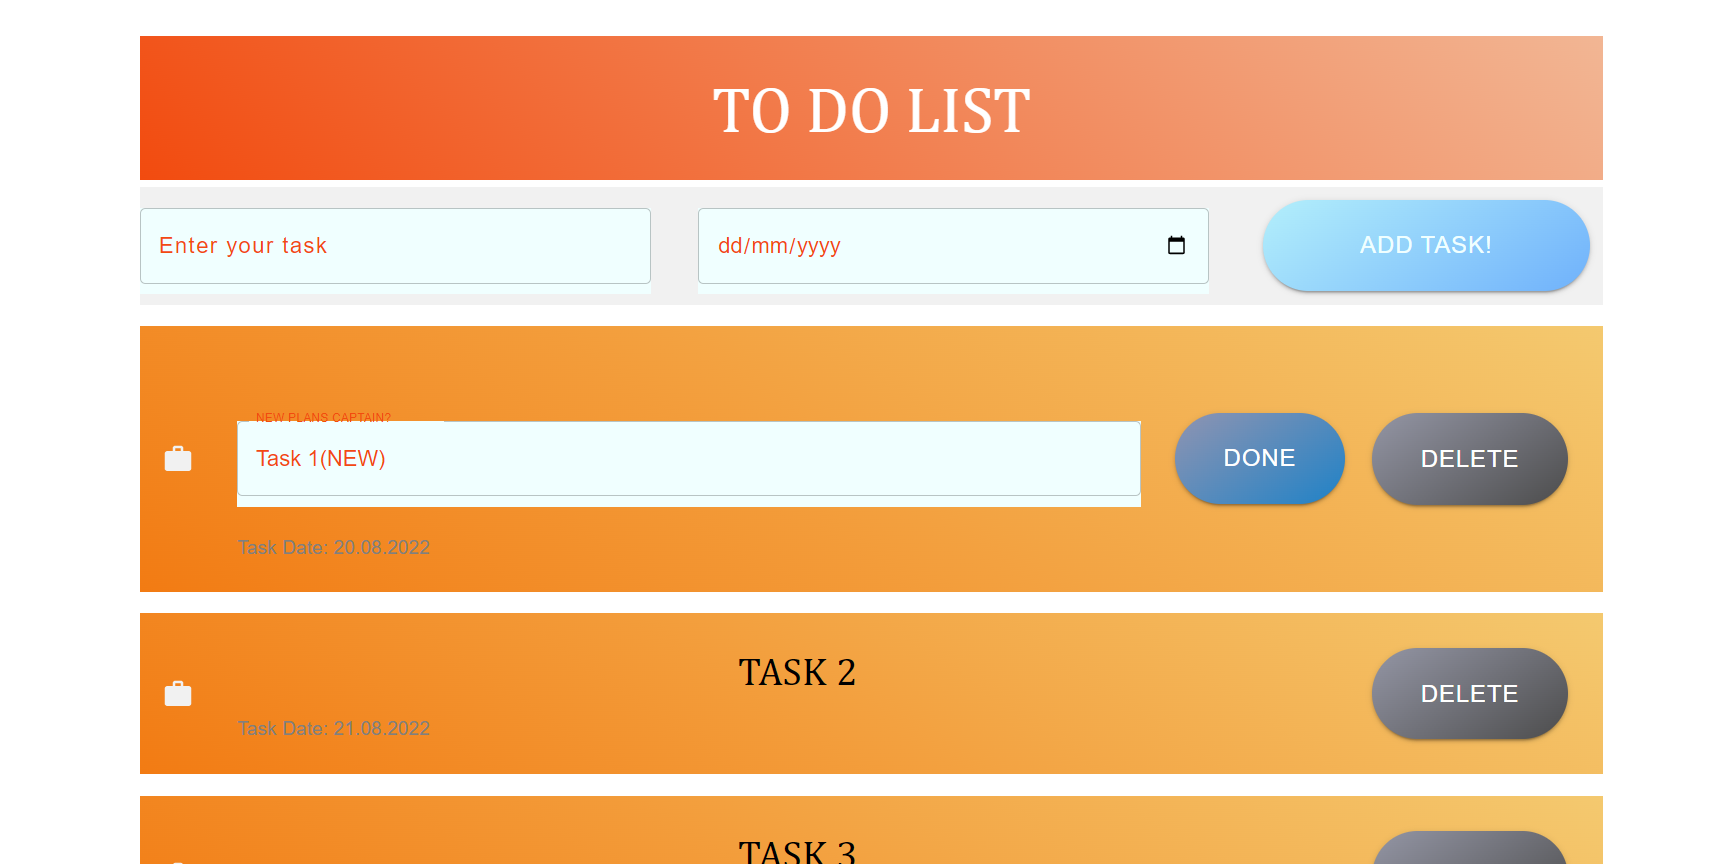 TO DO LIST
Enter your task
dd/mm/yyyy
ADD TASK!
NEW PLANS CAPTAIN?
Task 1(NEW)
DONE
DELETE
Task Date: 20.08.2022
TASK 2
DELETE
Task Date: 21.08.2022
TASK 3